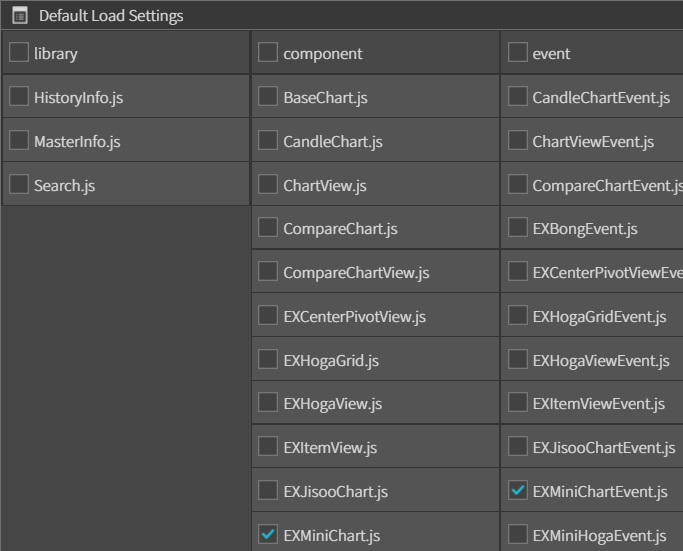 Default Load Settings
library component event
HistoryInfo.js BaseChart.js CandleChartEvent.js
MasterInfo.js CandleChart.js ChartViewEvent.js
Search.js ChartView.js CompareChartEvent.js
CompareChart.js EXBongEvent.js
CompareChartView.js EXCenterPivotViewEve
EXCenterPivotView.js EXHogaGridEvent.js
EXHogaGrid.js EXHogaViewEvent.js
EXHogaView.js EXItemViewEvent.js
EXItemView.js EXJisooChartEvent.js
EXJisooChart.js EXMiniChartEvent.js
EXMiniChart.js EXMiniHogaEvent.js